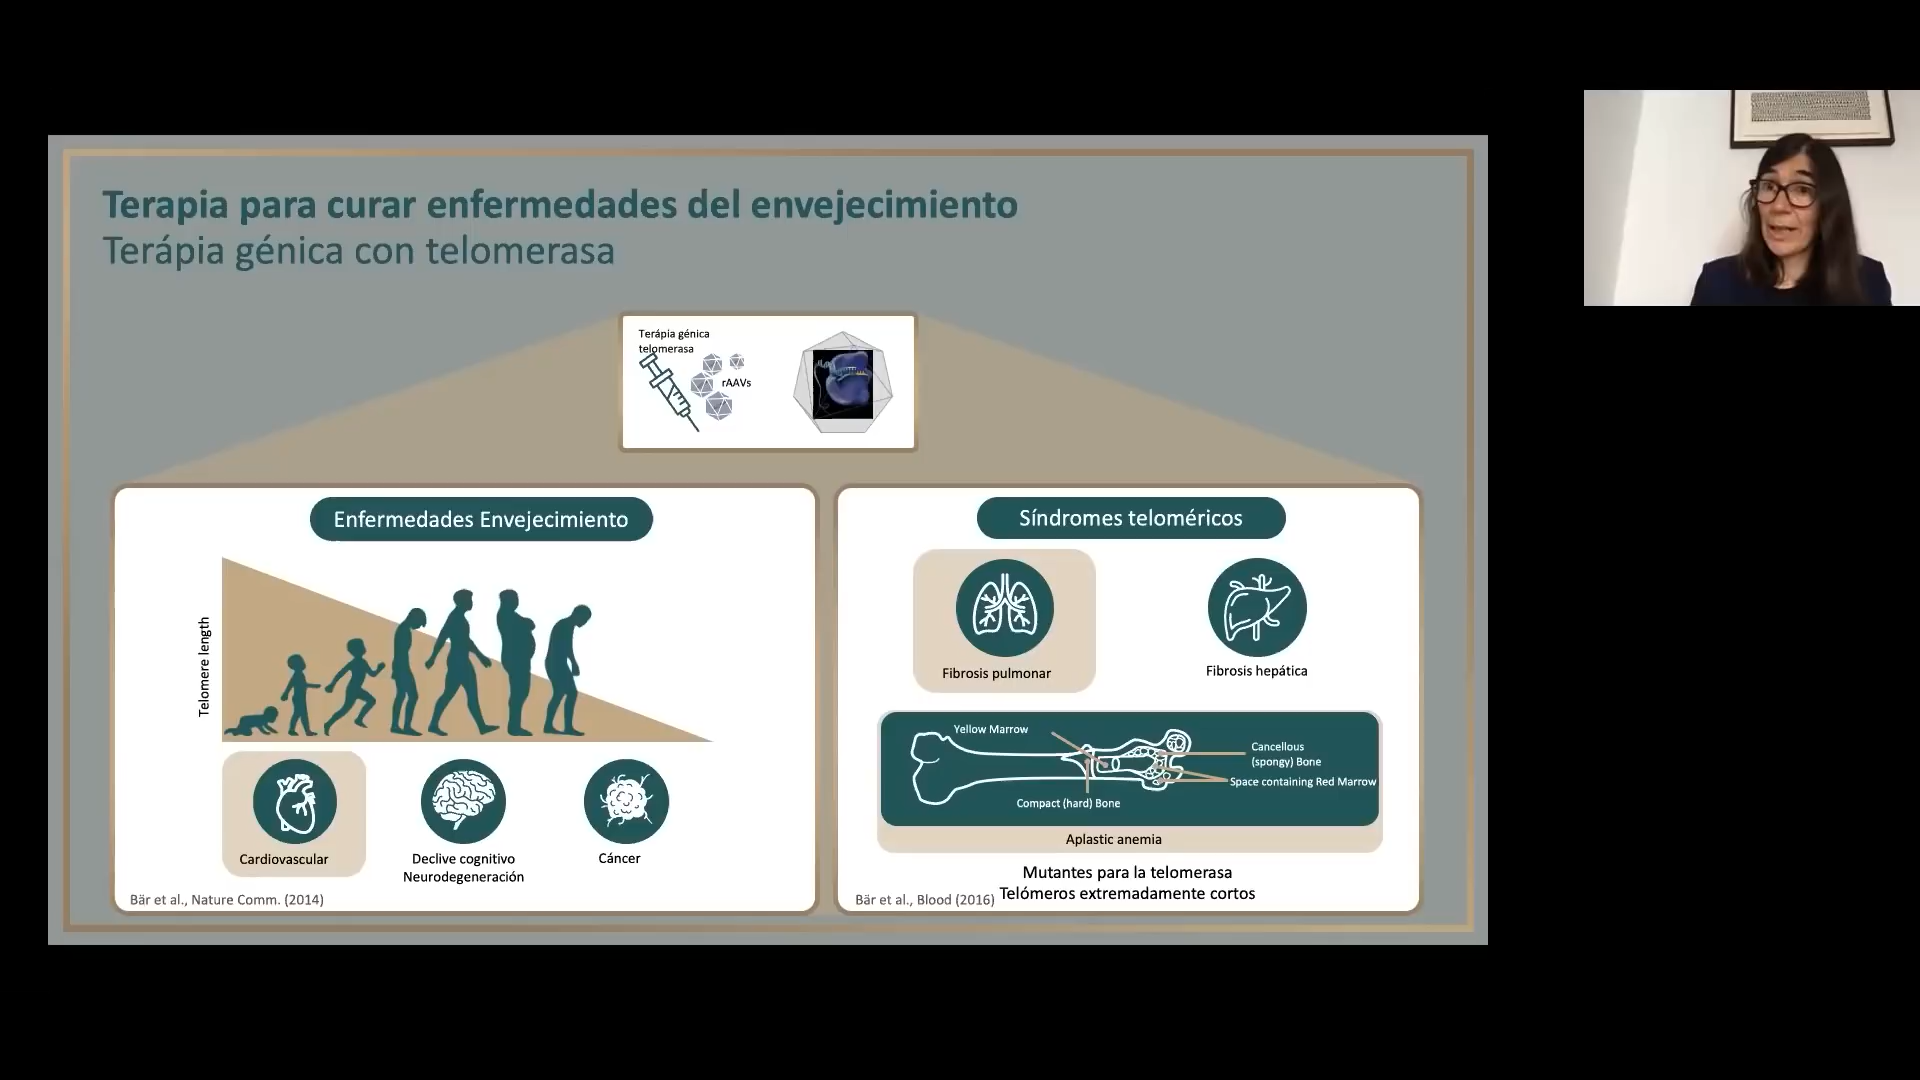 Terapia para curar enfermedades del envejecimiento
Terápia génica con telomerasa
Terápia génica
telomerasa
rAAVs
Enfermedades Envejecimiento
Telomere length
Cardiovascular
Declive cognitivo
Neurodegeneración
Cáncer
Bär et al., Nature Comm. (2014)
Síndromes teloméricos
Fibrosis pulmonar
Fibrosis hepática
Yellow Marrow
Cancellous
(spongy) Bone
Space containing Red Marrow
Compact (hard) Bone
Aplastic anemia
Mutantes para la telomerasa
Telómeros extremadamente cortos
Bär et al., Blood (2016)